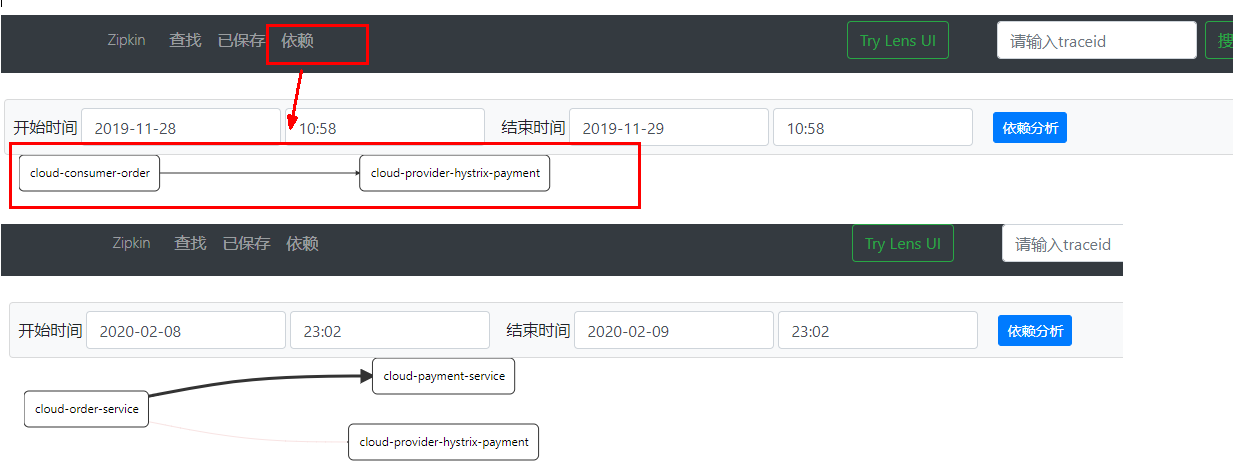 Zipkin 查找 已保存 依赖 Try Lens UI 请输入traceid 搜
开始时间 2019-11-28 10:58 结束时间 2019-11-29 10:58 依赖分析
cloud-consumer-order cloud-provider-hystrix-payment
Zipkin 查找 已保存 依赖 Try Lens UI 请输入traceid
开始时间 2020-02-08 23:02 结束时间 2020-02-09 23:02 依赖分析
cloud-payment-service
cloud-order-service
cloud-provider-hystrix-payment